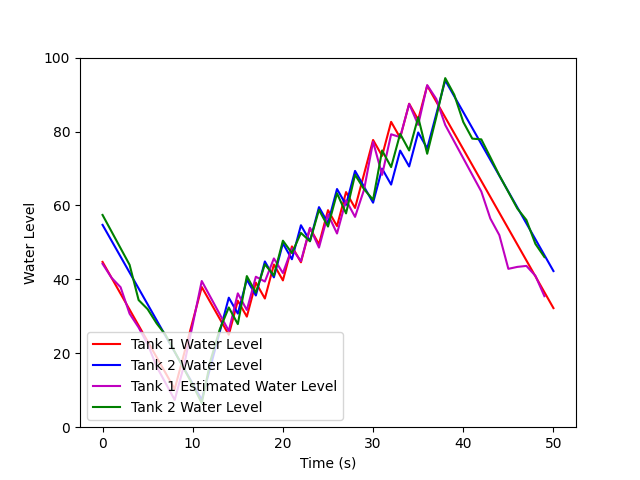 100
80
60
40
20
0
Water Level
Tank 1 Water Level
Tank 2 Water Level
Tank 1 Estimated Water Level
Tank 2 Water Level
0 10 20 30 40 50
Time (s)